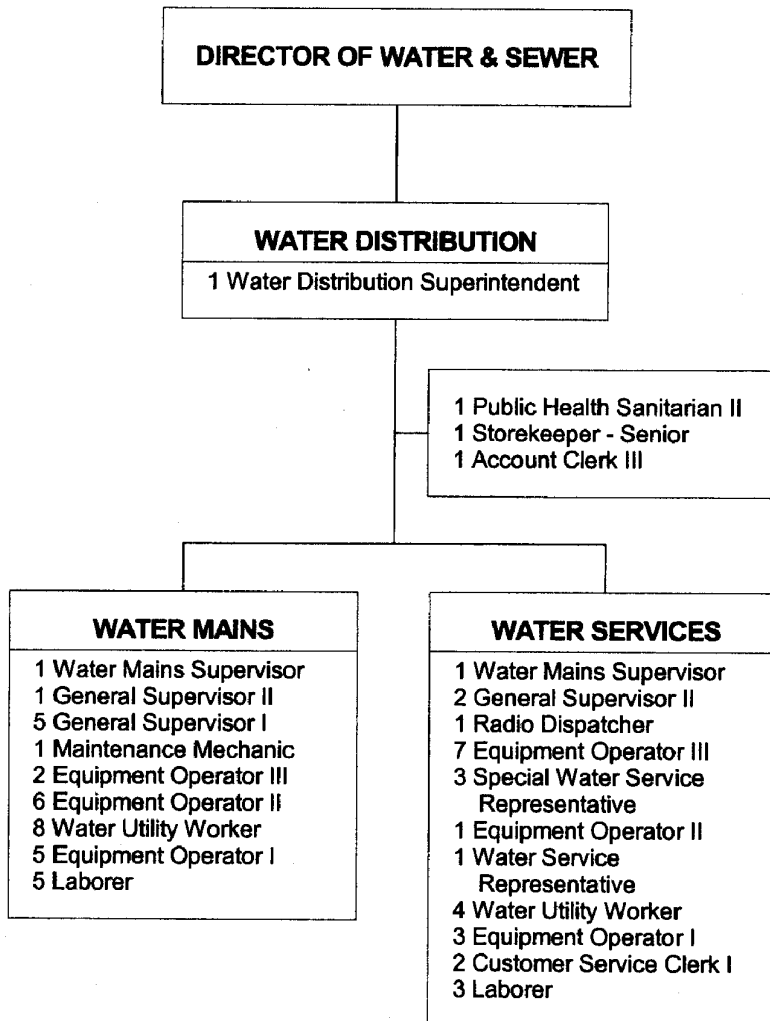 DIRECTOR OF WATER & SEWER
WATER DISTRIBUTION
1 Water Distribution Superintendent
1 Public Health Sanitarian II
1 Storekeeper - Senior
1 Account Clerk III
WATER MAINS
1 Water Mains Supervisor
1 General Supervisor II
5 General Supervisor I
1 Maintenance Mechanic
2 Equipment Operator III
6 Equipment Operator II
8 Water Utility Worker
5 Equipment Operator I
5 Laborer
WATER SERVICES
1 Water Mains Supervisor
2 General Supervisor II
1 Radio Dispatcher
7 Equipment Operator III
3 Special Water Service
Representative
1 Equipment Operator II
1 Water Service
Representative
4 Water Utility Worker
3 Equipment Operator I
2 Customer Service Clerk I
3 Laborer